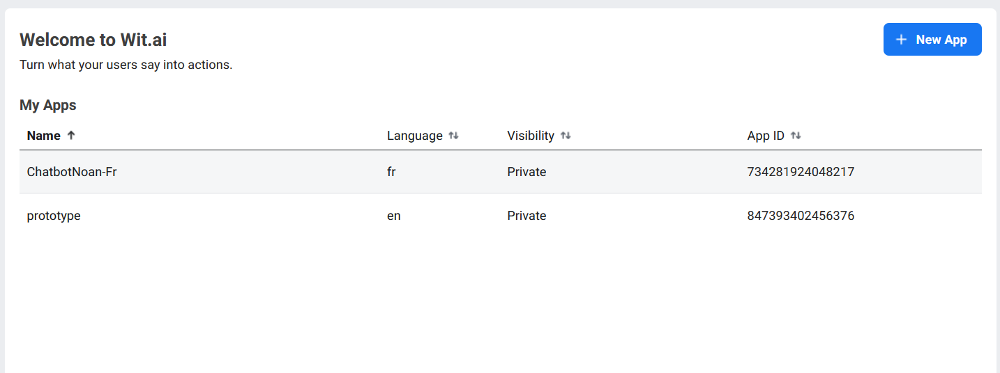 Welcome to Wit.ai
New App
Turn what your users say into actions.
My Apps
Name Language Visibility App ID
ChatbotNoan-Fr fr Private 734281924048217
prototype en Private 847393402456376